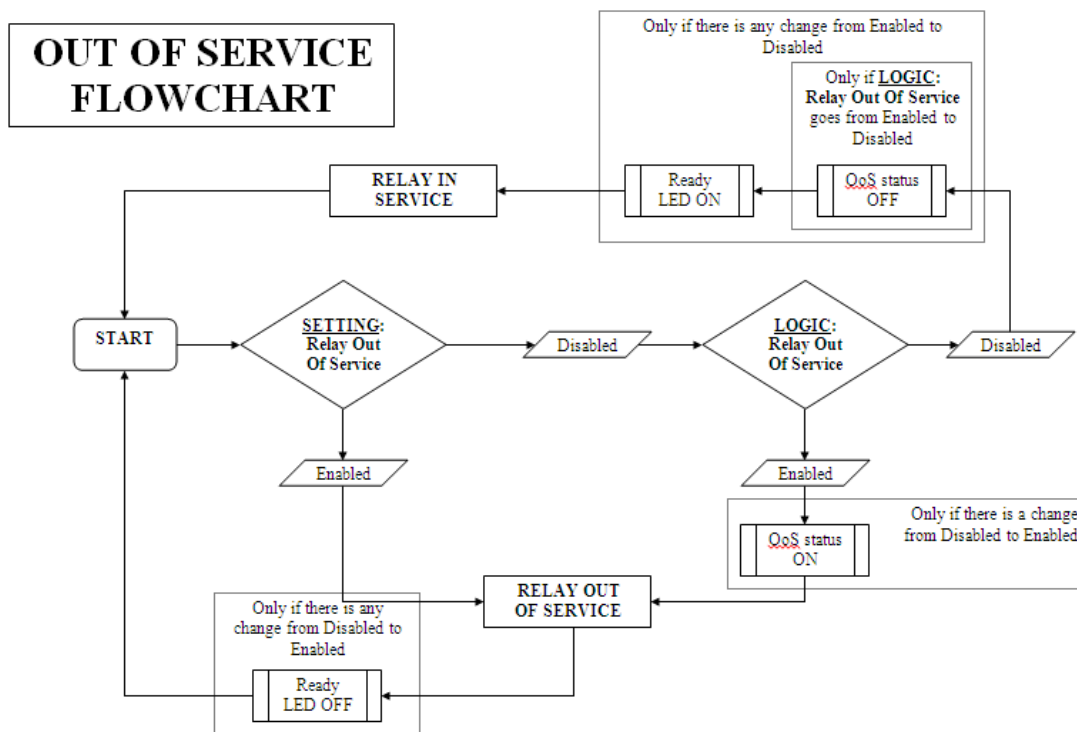 OUT OF SERVICE
FLOWCHART
Only if there is any change from Enabled to
Disabled
Only if LOGIC:
Relay Out Of Service
goes from Enabled to
Disabled
RELAY IN
SERVICE
Ready
LED ON
OoS status
OFF
START
SETTING:
Relay Out
Of Service
Disabled
LOGIC:
Relay Out
Of Service
Disabled
Enabled
Enabled
Only if there is a change
from Disabled to Enabled
OoS status
ON
RELAY OUT
OF SERVICE
Only if there is any
change from Disabled to
Enabled
Ready
LED OFF